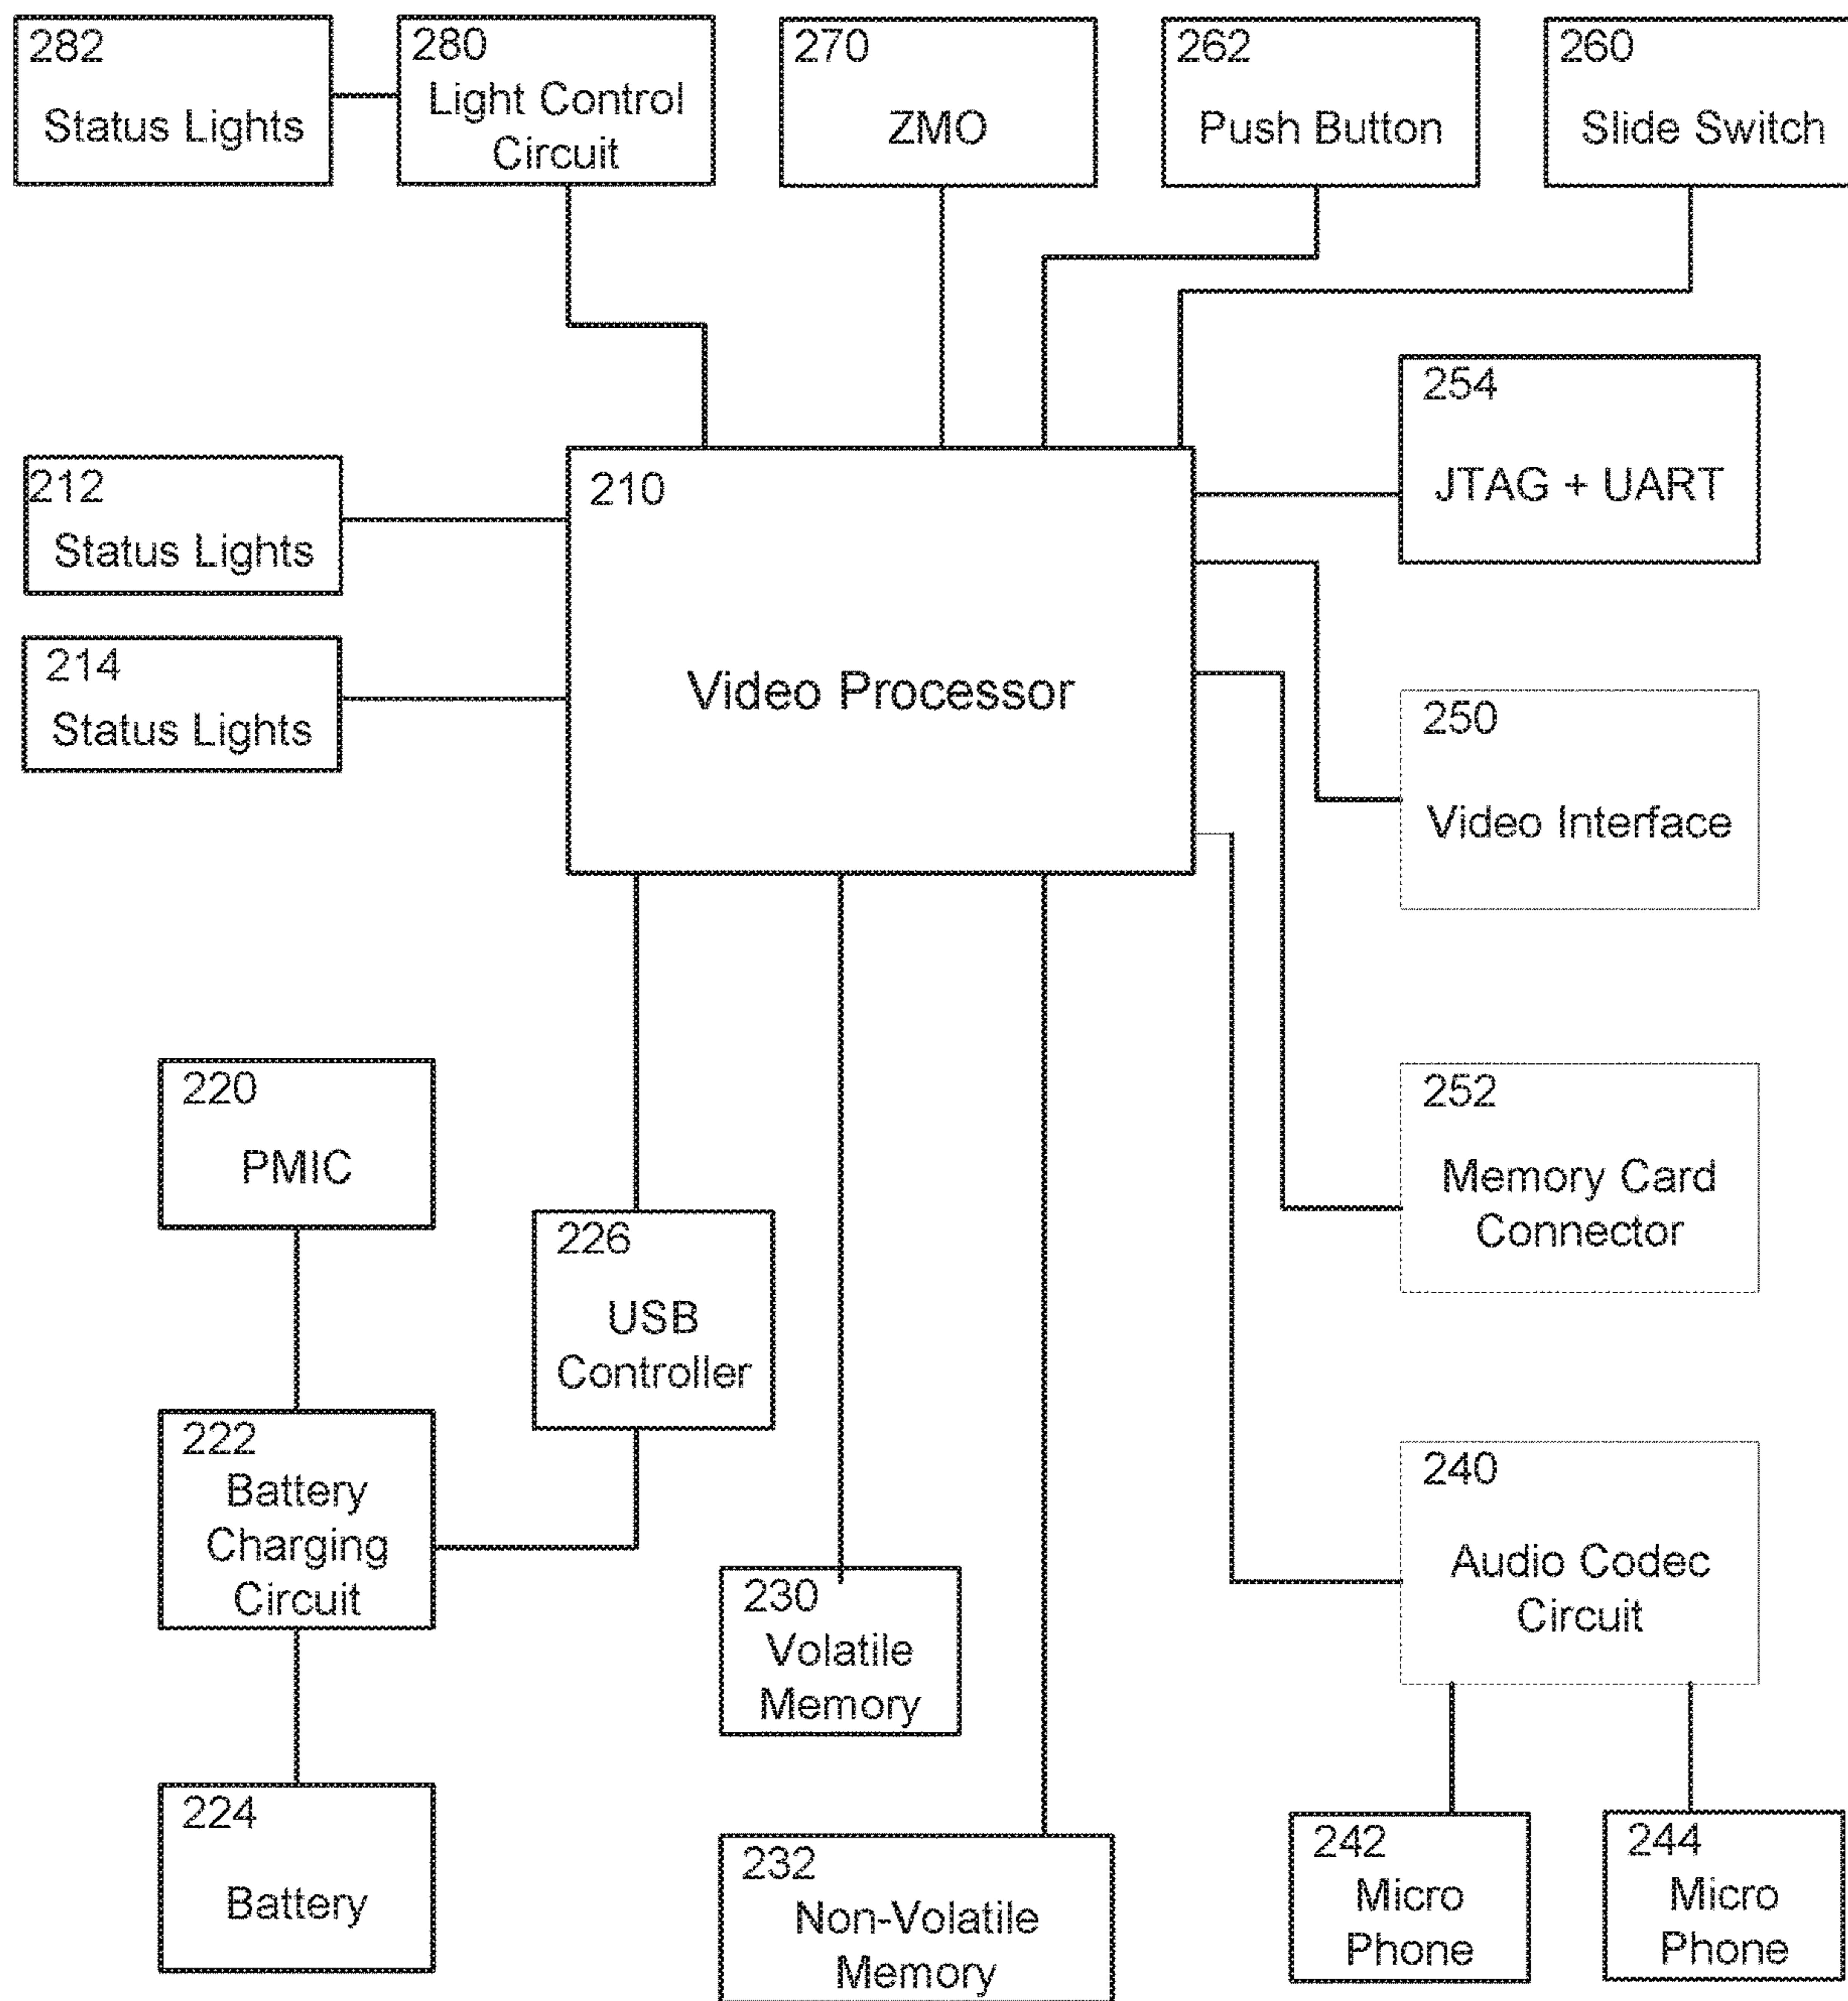 282
Status Lights
280
Light Control
Circuit
270
ZMO
262
Push Button
260
Slide Switch
254
JTAG + UART
212
Status Lights
210
Video Processor
214
Status Lights
250
Video Interface
220
PMIC
252
Memory Card
Connector
226
USB
Controller
222
Battery
Charging
Circuit
240
Audio Codec
Circuit
230
Volatile
Memory
224
Battery
232
Non-Volatile
Memory
242
Micro
Phone
244
Micro
Phone